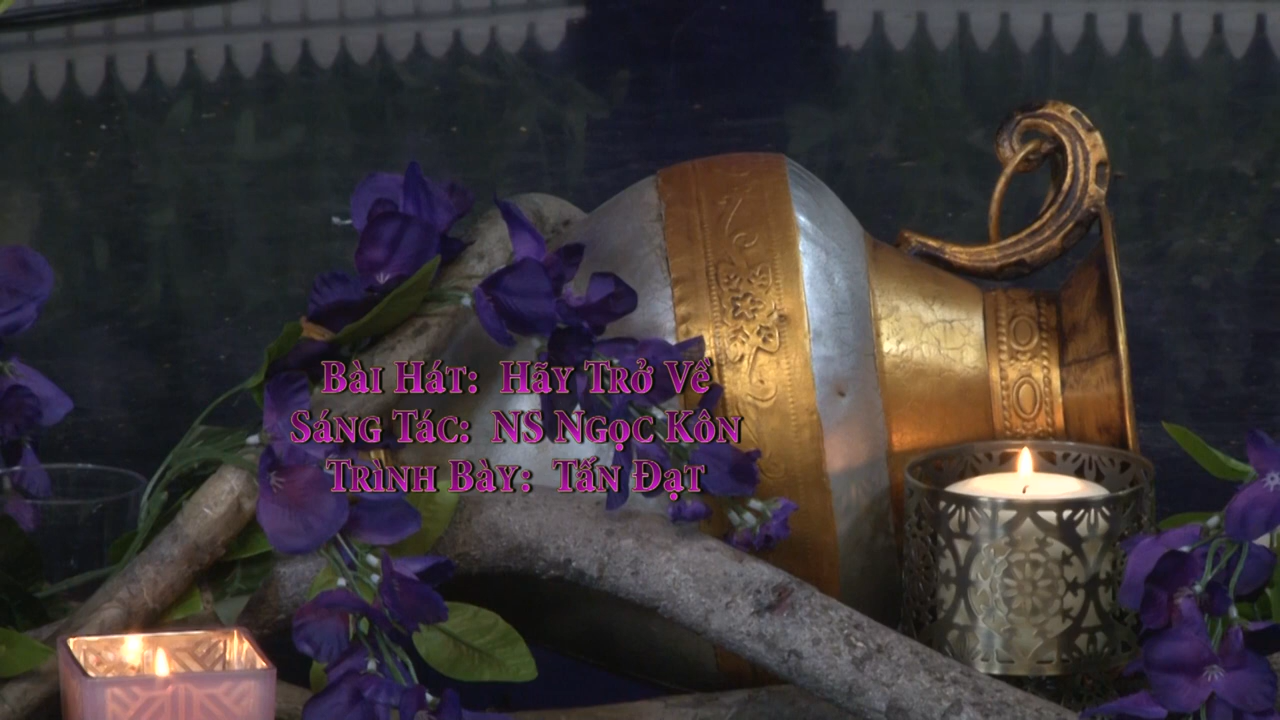 Bài Hát: Hãy Trở Về
Sáng Tác: NS Ngọc Kôn
Trình Bày: Tấn Đạt